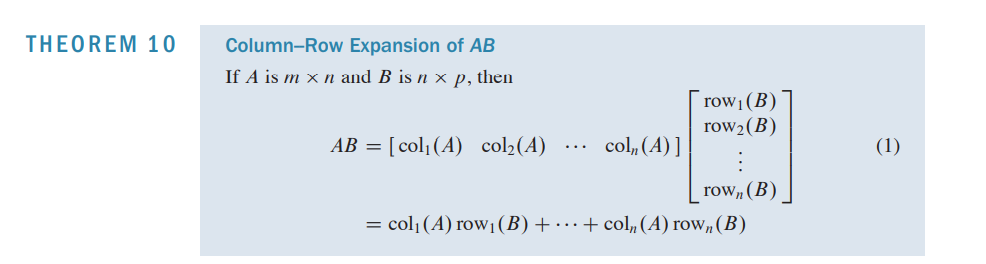 THEOREM 10
Column–Row Expansion of AB
If A is m × n and B is n × p, then
AB = [ col₁(A) col₂(A) ⋯ colₙ(A) ] [ row₁(B)
row₂(B)
⋮
rowₙ(B) ] (1)
= col₁(A) row₁(B) + ⋯ + colₙ(A) rowₙ(B)